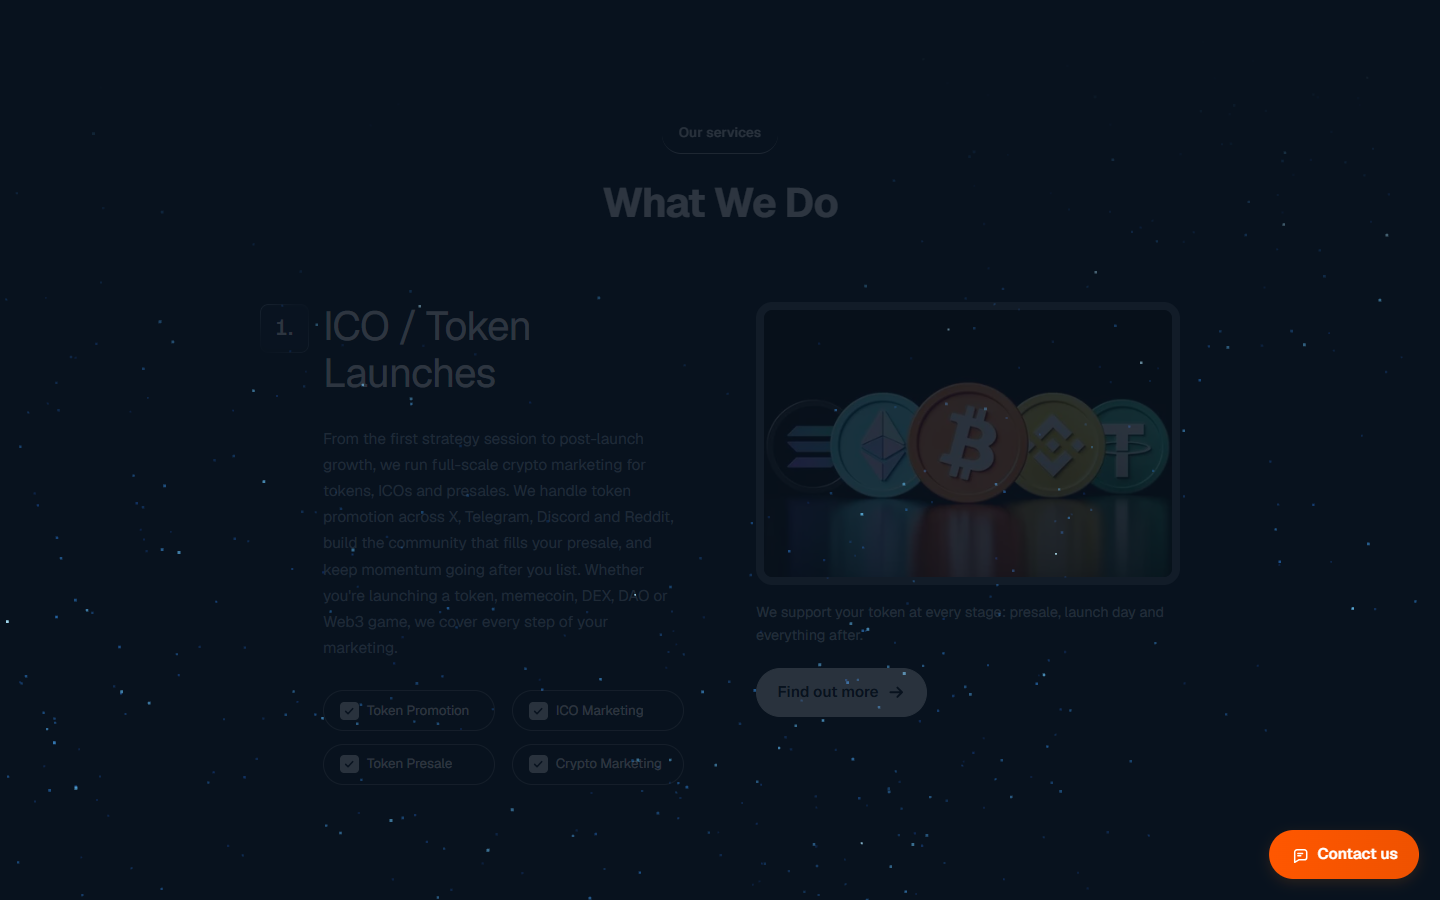 Our services
What We Do
1.
ICO / Token
Launches
From the first strategy session to post-launch
growth, we run full-scale crypto marketing for
tokens, ICOs and presales. We handle token
promotion across X, Telegram, Discord and Reddit,
build the community that fills your presale, and
keep momentum going after you list. Whether
you're launching a token, memecoin, DEX, DAO or
Web3 game, we cover every step of your
marketing.
Token Promotion
ICO Marketing
Token Presale
Crypto Marketing
We support your token at every stage: presale, launch day and
everything after.
Find out more
Contact us